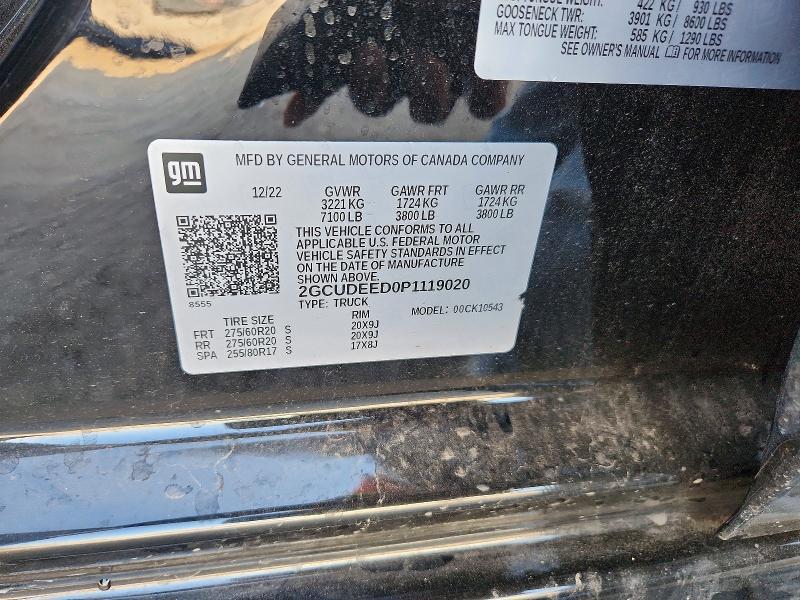 422 KG / 930 LBS
GOOSENECK TWR: 3901 KG / 8600 LBS
MAX TONGUE WEIGHT: 585 KG / 1290 LBS
SEE OWNER'S MANUAL FOR MORE INFORMATION
gm MFD BY GENERAL MOTORS OF CANADA COMPANY
12/22 GVWR GAWR FRT GAWR RR
3221 KG 1724 KG 1724 KG
7100 LB 3800 LB 3800 LB
THIS VEHICLE CONFORMS TO ALL
APPLICABLE U.S. FEDERAL MOTOR
VEHICLE SAFETY STANDARDS IN EFFECT
ON THE DATE OF MANUFACTURE
SHOWN ABOVE.
2GCUDEED0P1119020
8555
TYPE: TRUCK MODEL: 00CK10543
TIRE SIZE RIM
FRT 275/60R20 S 20X9J
RR 275/60R20 S 20X9J
SPA 255/80R17 S 17X8J